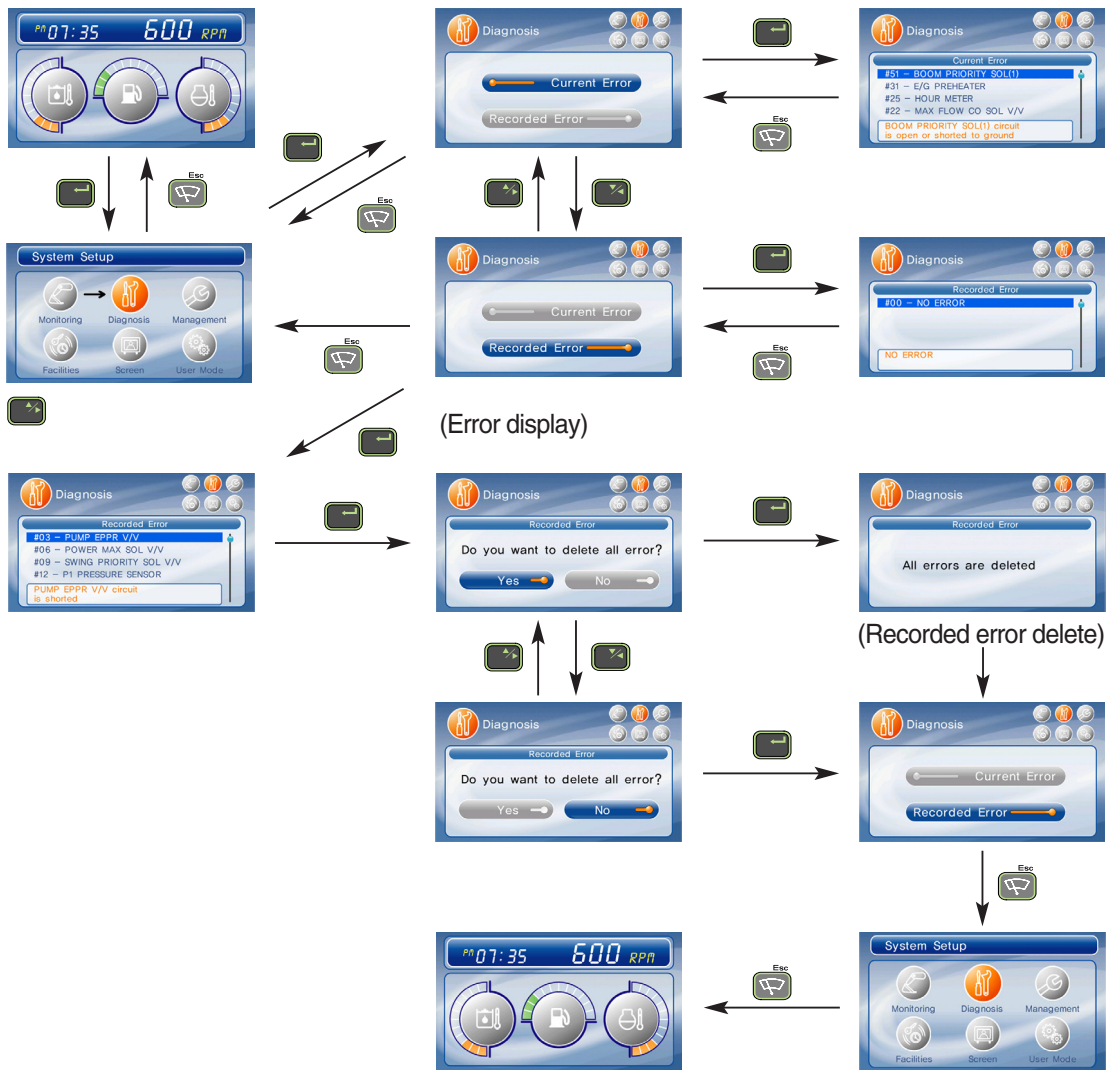 PM 07:35 600 RPM
Diagnosis
Current Error
Recorded Error
Esc
Diagnosis
Current Error
#51 – BOOM PRIORITY SOL(1)
#31 – E/G PREHEATER
#25 – HOUR METER
#22 – MAX FLOW CO SOL V/V
BOOM PRIORITY SOL(1) circuit
is open or shorted to ground
Esc
Esc
System Setup
Monitoring Diagnosis Management
Facilities Screen User Mode
Diagnosis
Current Error
Recorded Error
Esc
Esc
Diagnosis
Recorded Error
#00 – NO ERROR
NO ERROR
(Error display)
Diagnosis
Recorded Error
#03 – PUMP EPPR V/V
#06 – POWER MAX SOL V/V
#09 – SWING PRIORITY SOL V/V
#12 – P1 PRESSURE SENSOR
PUMP EPPR V/V circuit
is shorted
Diagnosis
Recorded Error
Do you want to delete all error?
Yes No
Diagnosis
Recorded Error
All errors are deleted
(Recorded error delete)
Diagnosis
Recorded Error
Do you want to delete all error?
Yes No
Diagnosis
Current Error
Recorded Error
Esc
PM 07:35 600 RPM
Esc
System Setup
Monitoring Diagnosis Management
Facilities Screen User Mode